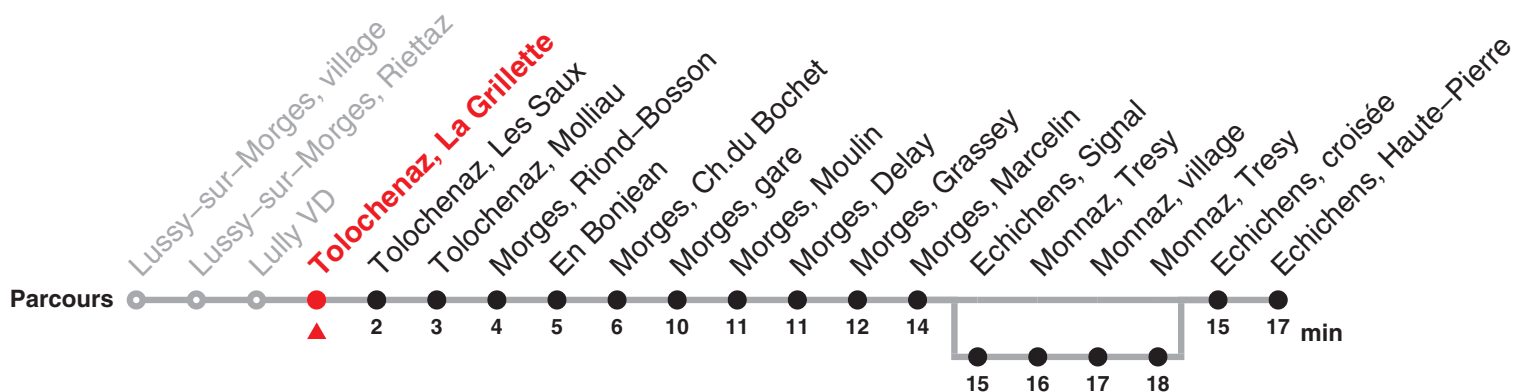 Lussy–sur–Morges, village
Lussy–sur–Morges, Riettaz
Lully VD
Tolochenaz, La Grillette
Tolochenaz, Les Saux
Tolochenaz, Molliau
Morges, Riond–Bosson
En Bonjean
Morges, Ch.du Bochet
Morges, gare
Morges, Moulin
Morges, Delay
Morges, Grassey
Morges, Marcelin
Echichens, Signal
Monnaz, Tresy
Monnaz, village
Monnaz, Tresy
Echichens, croisée
Echichens, Haute–Pierre
Parcours
2 3 4 5 6 10 11 11 12 14 15 17 min
15 16 17 18